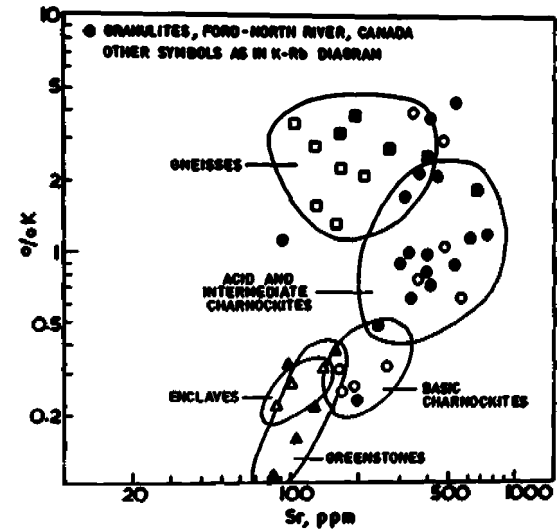 ● GRANULITES, FORD-NORTH RIVER, CANADA
OTHER SYMBOLS AS IN K-Rb DIAGRAM
10
5
2
1
0.5
0.2
%K
GNEISSES
ACID AND
INTERMEDIATE
CHARNOCKITES
ENCLAVES
BASIC
CHARNOCKITES
GREENSTONES
20
100
500
1000
Sr, ppm